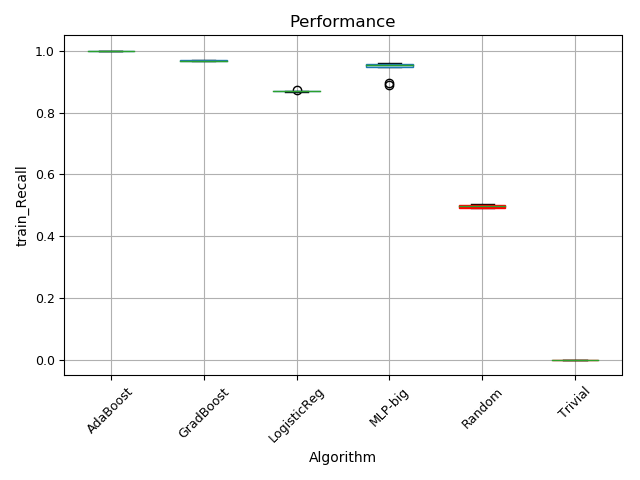 Performance
train_Recall
1.0
0.8
0.6
0.4
0.2
0.0
AdaBoost
GradBoost
LogisticReg
MLP-big
Random
Trivial
Algorithm